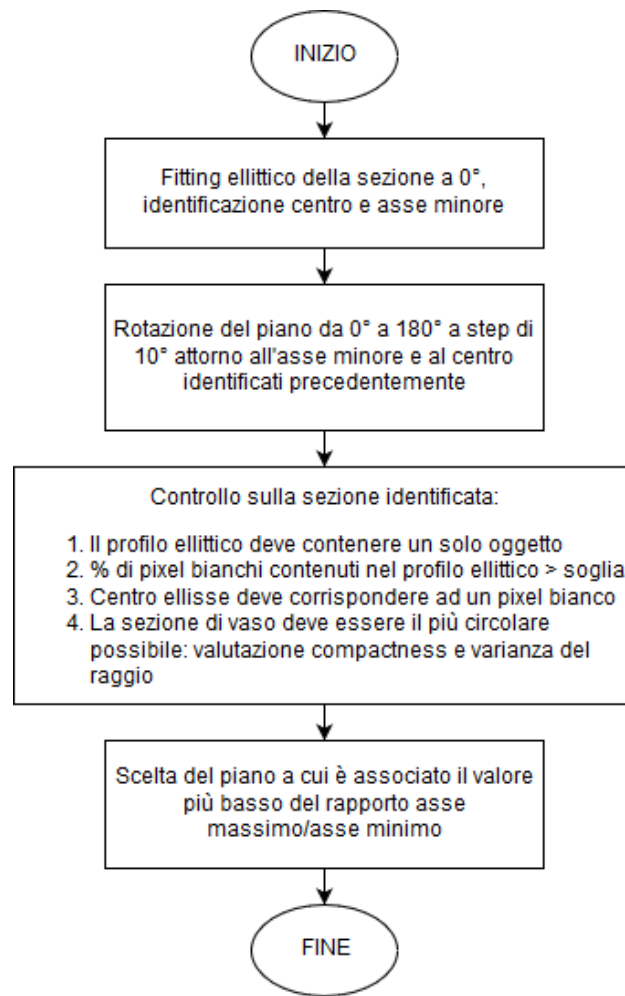 INIZIO
Fitting ellittico della sezione a 0°,
identificazione centro e asse minore
Rotazione del piano da 0° a 180° a step di
10° attorno all'asse minore e al centro
identificati precedentemente
Controllo sulla sezione identificata:
1. Il profilo ellittico deve contenere un solo oggetto
2. % di pixel bianchi contenuti nel profilo ellittico > soglia
3. Centro ellisse deve corrispondere ad un pixel bianco
4. La sezione di vaso deve essere il più circolare
possibile: valutazione compactness e varianza del
raggio
Scelta del piano a cui è associato il valore
più basso del rapporto asse
massimo/asse minimo
FINE